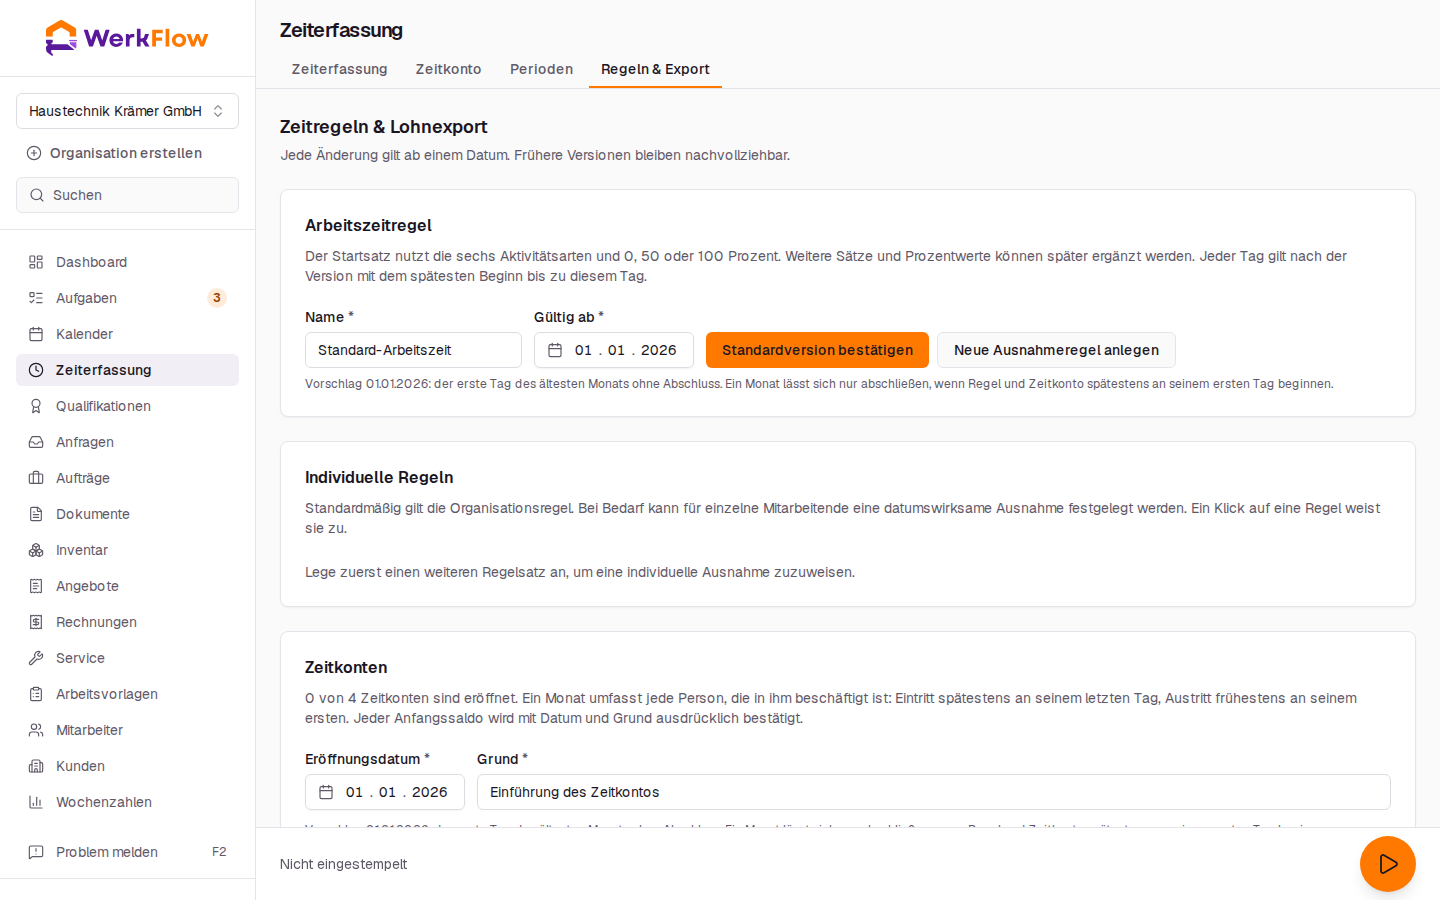 WerkFlow
Haustechnik Krämer GmbH
Organisation erstellen
Suchen
Dashboard
Aufgaben 3
Kalender
Zeiterfassung
Qualifikationen
Anfragen
Aufträge
Dokumente
Inventar
Angebote
Rechnungen
Service
Arbeitsvorlagen
Mitarbeiter
Kunden
Wochenzahlen
Problem melden F2
Zeiterfassung
Zeiterfassung Zeitkonto Perioden Regeln & Export
Zeitregeln & Lohnexport
Jede Änderung gilt ab einem Datum. Frühere Versionen bleiben nachvollziehbar.
Arbeitszeitregel
Der Startsatz nutzt die sechs Aktivitätsarten und 0, 50 oder 100 Prozent. Weitere Sätze und Prozentwerte können später ergänzt werden. Jeder Tag gilt nach der
Version mit dem spätesten Beginn bis zu diesem Tag.
Name * Gültig ab *
Standard-Arbeitszeit 01 . 01 . 2026 Standardversion bestätigen Neue Ausnahmeregel anlegen
Vorschlag 01.01.2026: der erste Tag des ältesten Monats ohne Abschluss. Ein Monat lässt sich nur abschließen, wenn Regel und Zeitkonto spätestens an seinem ersten Tag beginnen.
Individuelle Regeln
Standardmäßig gilt die Organisationsregel. Bei Bedarf kann für einzelne Mitarbeitende eine datumswirksame Ausnahme festgelegt werden. Ein Klick auf eine Regel weist
sie zu.
Lege zuerst einen weiteren Regelsatz an, um eine individuelle Ausnahme zuzuweisen.
Zeitkonten
0 von 4 Zeitkonten sind eröffnet. Ein Monat umfasst jede Person, die in ihm beschäftigt ist: Eintritt spätestens an seinem letzten Tag, Austritt frühestens an seinem
ersten. Jeder Anfangssaldo wird mit Datum und Grund ausdrücklich bestätigt.
Eröffnungsdatum * Grund *
01 . 01 . 2026 Einführung des Zeitkontos
Nicht eingestempelt